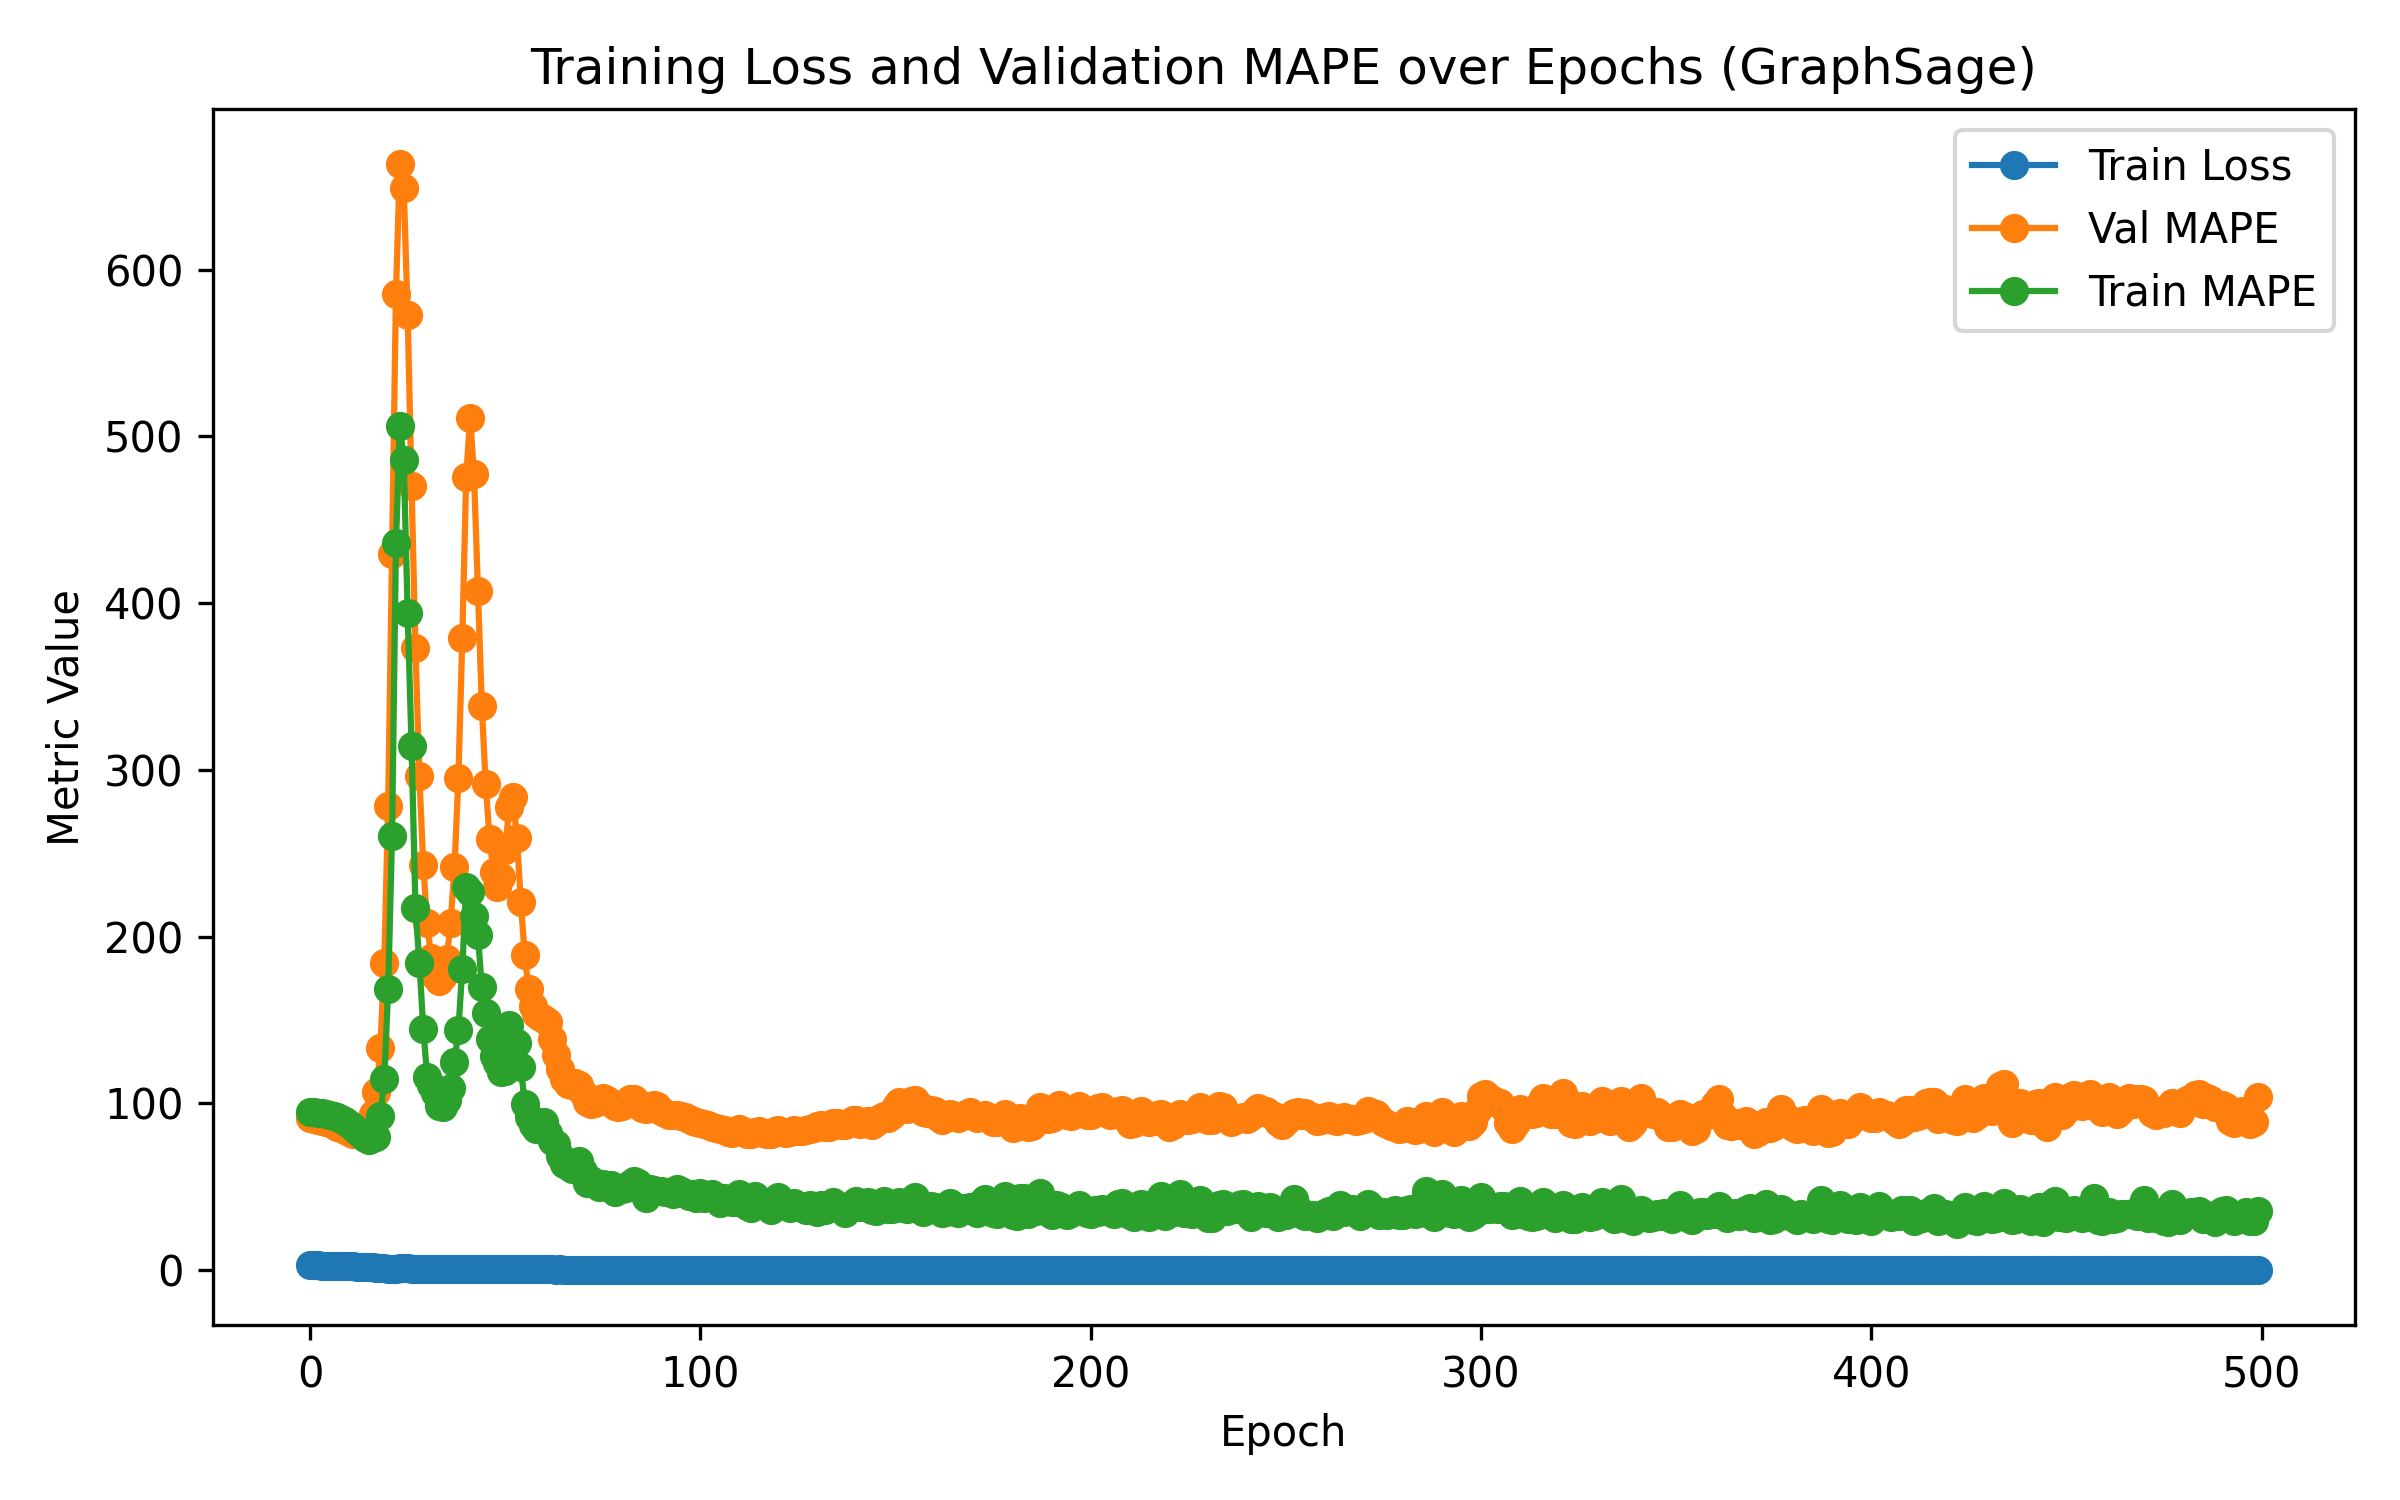 Training Loss and Validation MAPE over Epochs (GraphSage)
Train Loss
Val MAPE
Train MAPE
Metric Value
600
500
400
300
200
100
0
0 100 200 300 400 500
Epoch